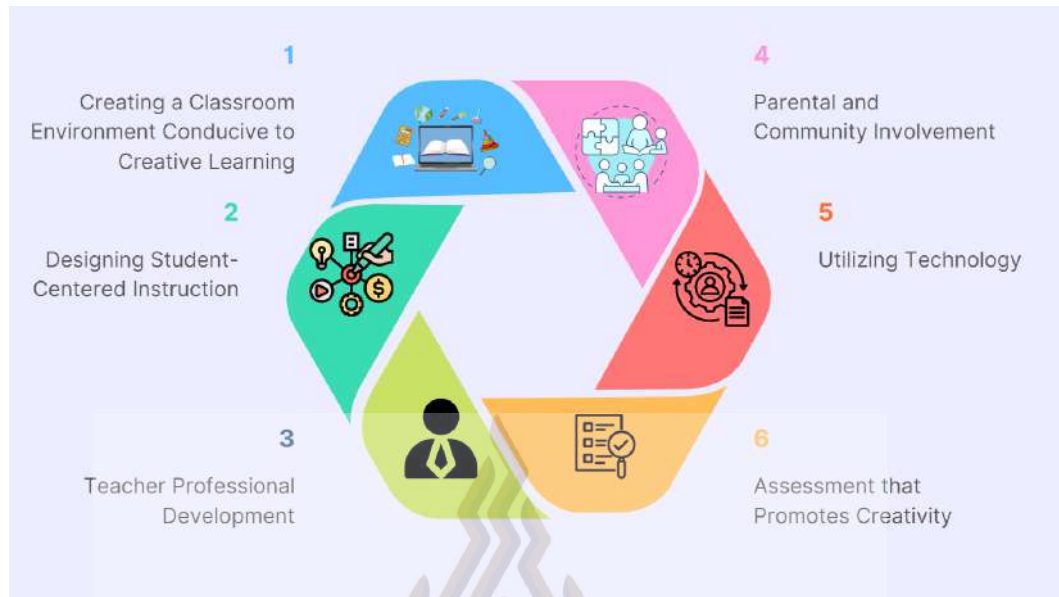 1
Creating a Classroom
Environment Conducive to
Creative Learning
2
Designing Student-
Centered Instruction
3
Teacher Professional
Development
4
Parental and
Community Involvement
5
Utilizing Technology
6
Assessment that
Promotes Creativity